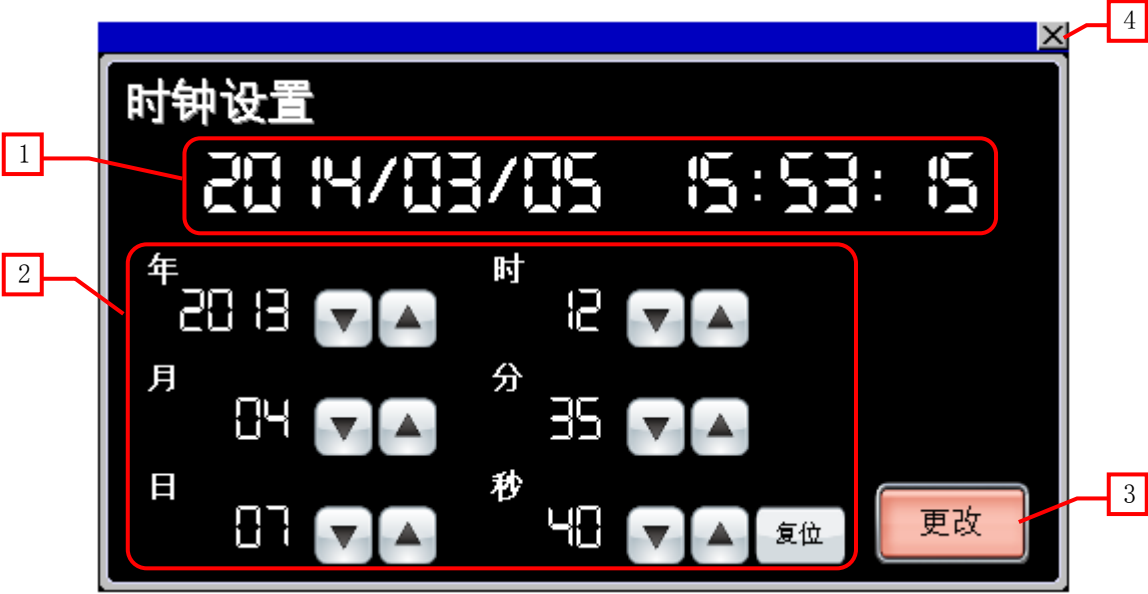 4
时钟设置
1
2014/03/05 15:53:15
2
年 时
2013 ▼ ▲ 12 ▼ ▲
月 分
04 ▼ ▲ 35 ▼ ▲
日 秒
07 ▼ ▲ 40 ▼ ▲ 复位
更改
3